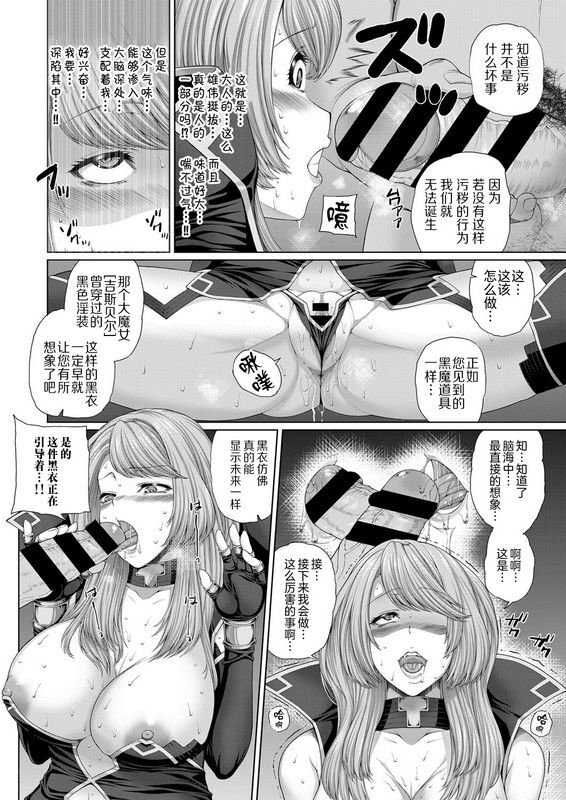 知道污秽
并不是
什么坏事
因为
若没有这样
污秽的行为
我们就
无法诞生
这就是…
大人的…这么
雄伟挺拔…
真的是人的
一部分吗!?
而且
味道好大…
喘不过气…!!
噫
但是
这个气味…
能够渗入
大脑深处…
支配着我…
好兴奋…
我要…
深陷其中…!!
这…
这该
怎么做…
正如
您见到的
黑魔道具
一样…
那个大魔女
[吉斯贝尔]
曾穿过的
黑色淫装
这样的黑衣
一定早就
让您有所
想象了吧
知…知道了
脑海中…
最直接的想象…
啊啊…
这是…
接…
接下来我会做…
这么厉害的事啊…
哈啊
哈啊
黑衣仿佛
真的能
显示未来一样
是的
这件黑衣正在
引导着…!!